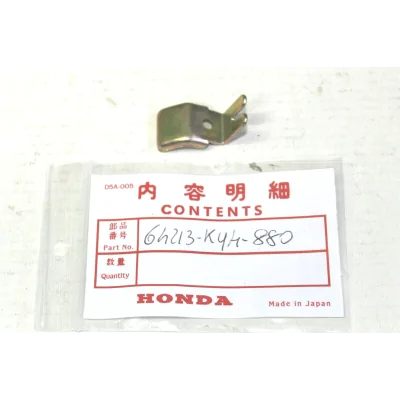 DSA-005
内容明細
CONTENTS
部品番号
Part No.
64213-KY4-880
数量
Quantity
HONDA
Made in Japan